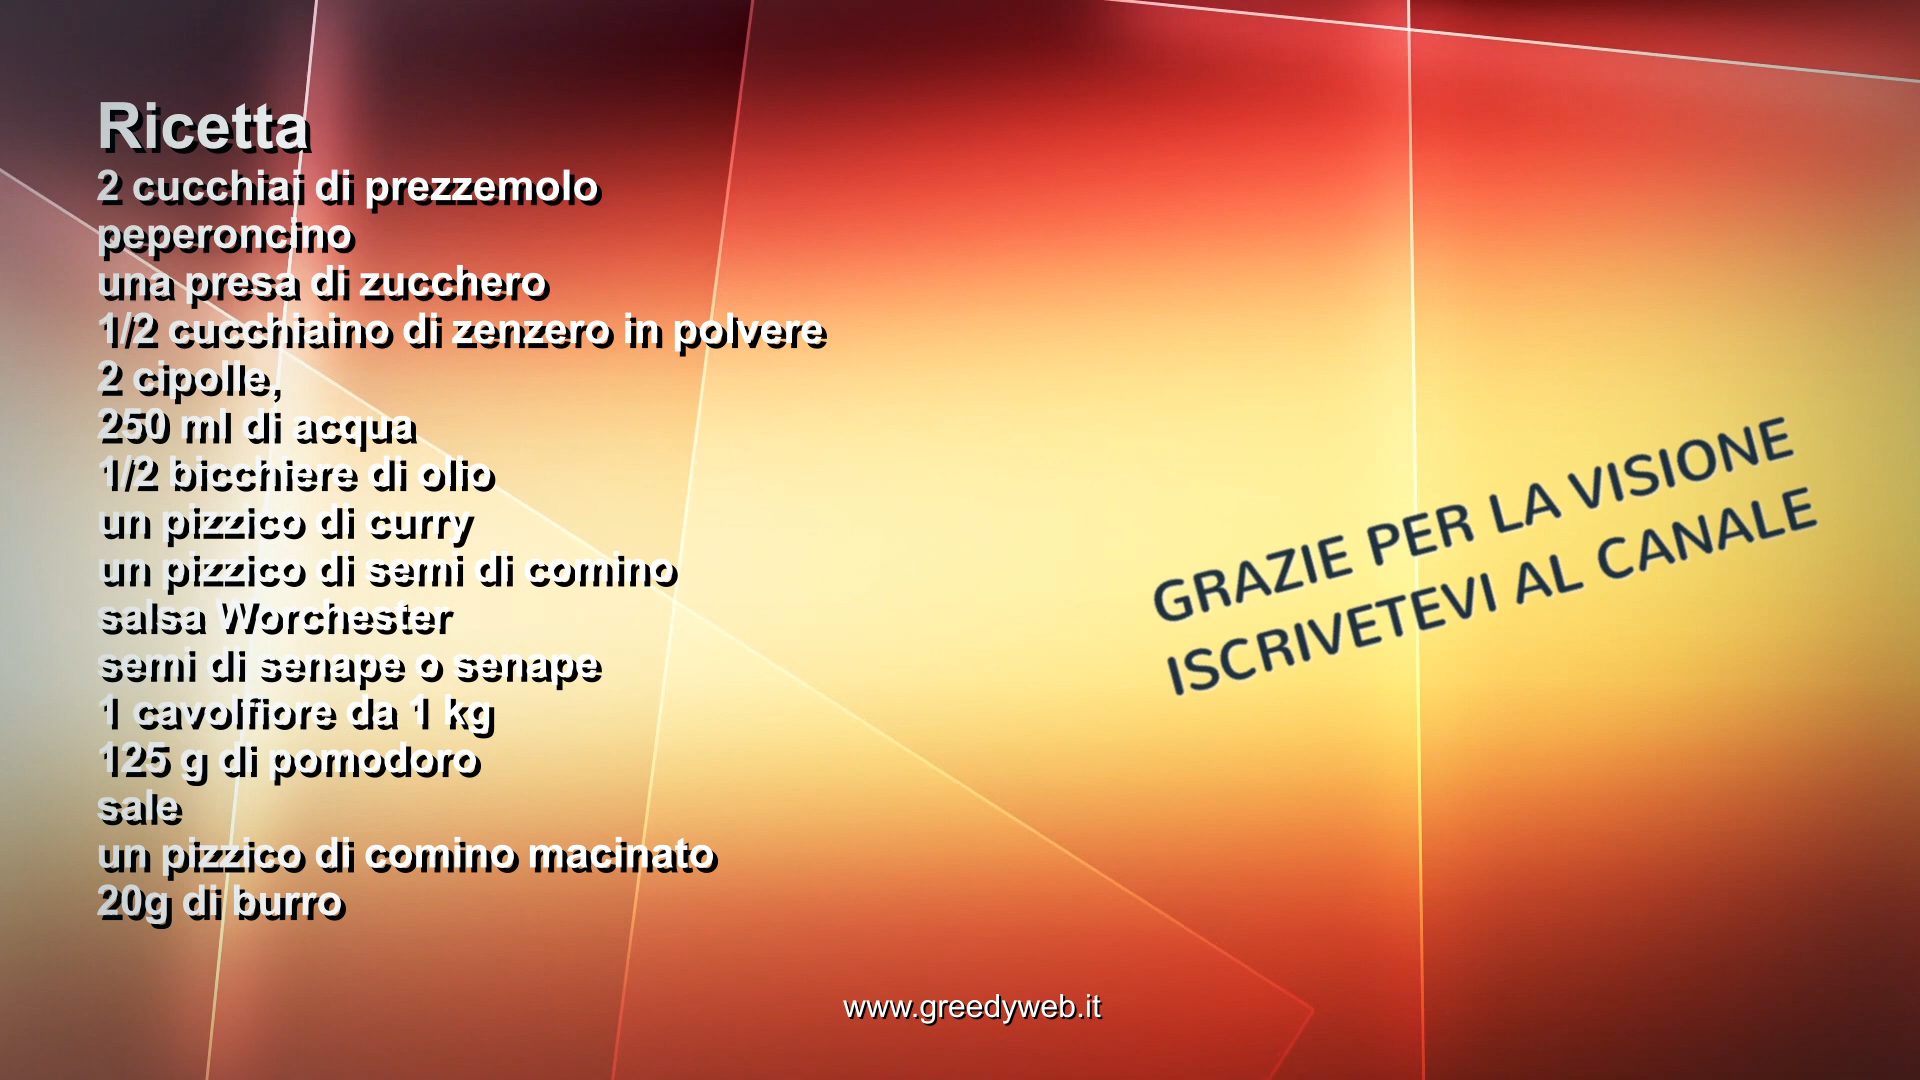 Ricetta
2 cucchiai di prezzemolo
peperoncino
una presa di zucchero
1/2 cucchiaino di zenzero in polvere
2 cipolle,
250 ml di acqua
1/2 bicchiere di olio
un pizzico di curry
un pizzico di semi di comino
salsa Worchester
semi di senape o senape
1 cavolfiore da 1 kg
125 g di pomodoro
sale
un pizzico di comino macinato
20g di burro
GRAZIE PER LA VISIONE
ISCRIVETEVI AL CANALE
www.greedyweb.it